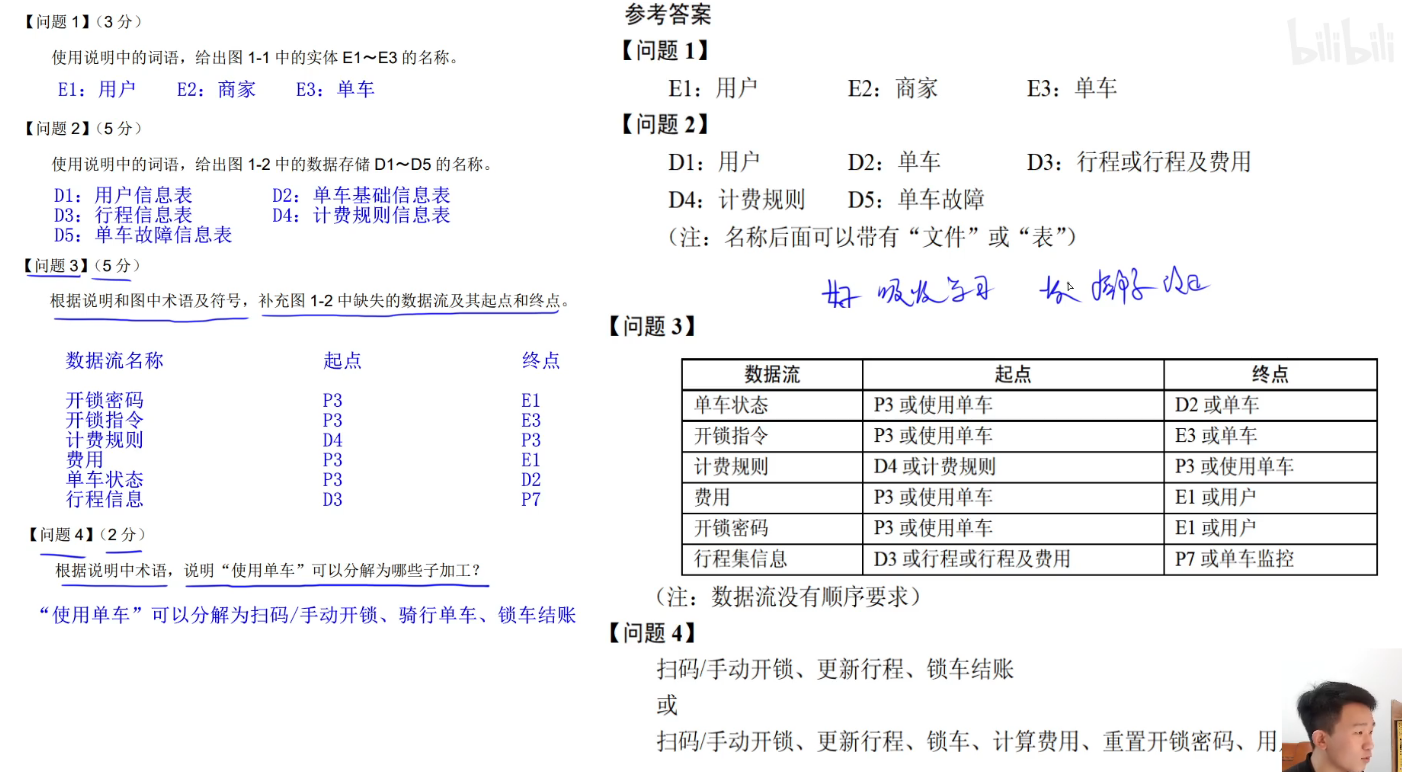 【问题 1】（3 分）
使用说明中的词语，给出图 1-1 中的实体 E1～E3 的名称。
E1：用户 E2：商家 E3：单车
【问题 2】（5 分）
使用说明中的词语，给出图 1-2 中的数据存储 D1～D5 的名称。
D1：用户信息表 D2：单车基础信息表
D3：行程信息表 D4：计费规则信息表
D5：单车故障信息表
【问题 3】（5 分）
根据说明和图中术语及符号，补充图 1-2 中缺失的数据流及其起点和终点。
数据流名称 起点 终点
开锁密码 P3 E1
开锁指令 P3 E3
计费规则 D4 P3
费用 P3 E1
单车状态 P3 D2
行程信息 D3 P7
【问题 4】（2 分）
根据说明中术语，说明“使用单车”可以分解为哪些子加工？
“使用单车”可以分解为扫码/手动开锁、骑行单车、锁车结账
bilibili
参考答案
【问题 1】
E1：用户 E2：商家 E3：单车
【问题 2】
D1：用户 D2：单车 D3：行程或行程及费用
D4：计费规则 D5：单车故障
（注：名称后面可以带有“文件”或“表”）
吸收学习
【问题 3】
数据流 起点 终点
单车状态 P3 或使用单车 D2 或单车
开锁指令 P3 或使用单车 E3 或单车
计费规则 D4 或计费规则 P3 或使用单车
费用 P3 或使用单车 E1 或用户
开锁密码 P3 或使用单车 E1 或用户
行程集信息 D3 或行程或行程及费用 P7 或单车监控
（注：数据流没有顺序要求）
【问题 4】
扫码/手动开锁、更新行程、锁车结账
或
扫码/手动开锁、更新行程、锁车、计算费用、重置开锁密码、用